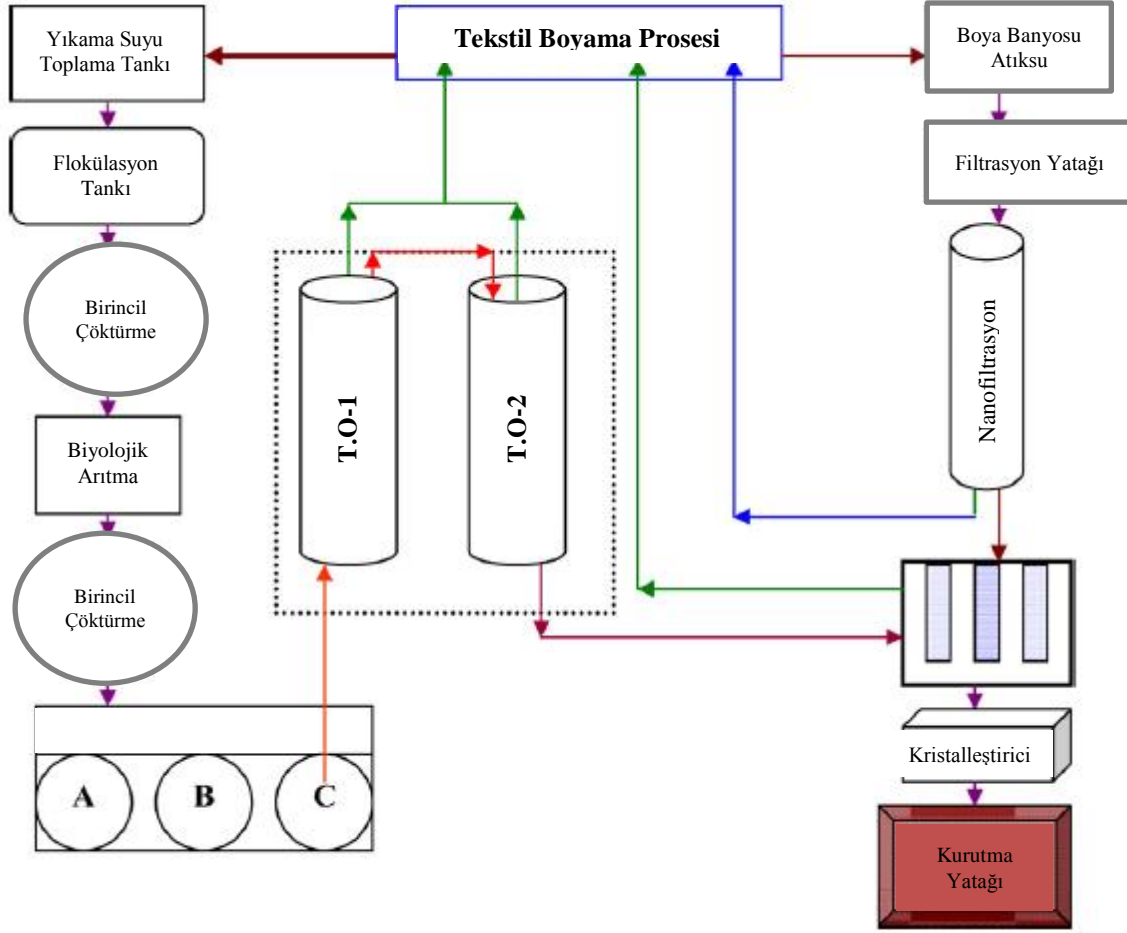 Tekstil Boyama Prosesi
Yıkama Suyu
Toplama Tankı
Flokülasyon
Tankı
Birincil
Çöktürme
Biyolojik
Arıtma
Birincil
Çöktürme
A
B
C
T.O-1
T.O-2
Boya Banyosu
Atıksu
Filtrasyon Yatağı
Nanofiltrasyon
Kristalleştirici
Kurutma
Yatağı